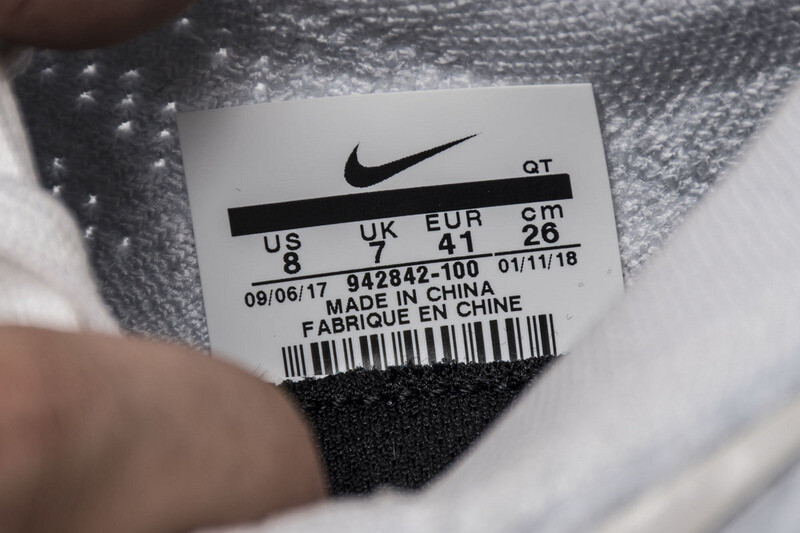 QT
US UK EUR cm
8 7 41 26
09/06/17 942842-100 01/11/18
MADE IN CHINA
FABRIQUE EN CHINE